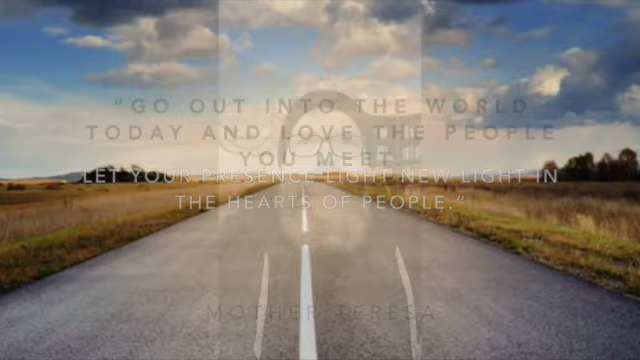 “GO OUT INTO THE WORLD
TODAY AND LOVE THE PEOPLE
YOU MEET.
LET YOUR PRESENCE LIGHT NEW LIGHT IN
THE HEARTS OF PEOPLE.”
MOTHER TERESA